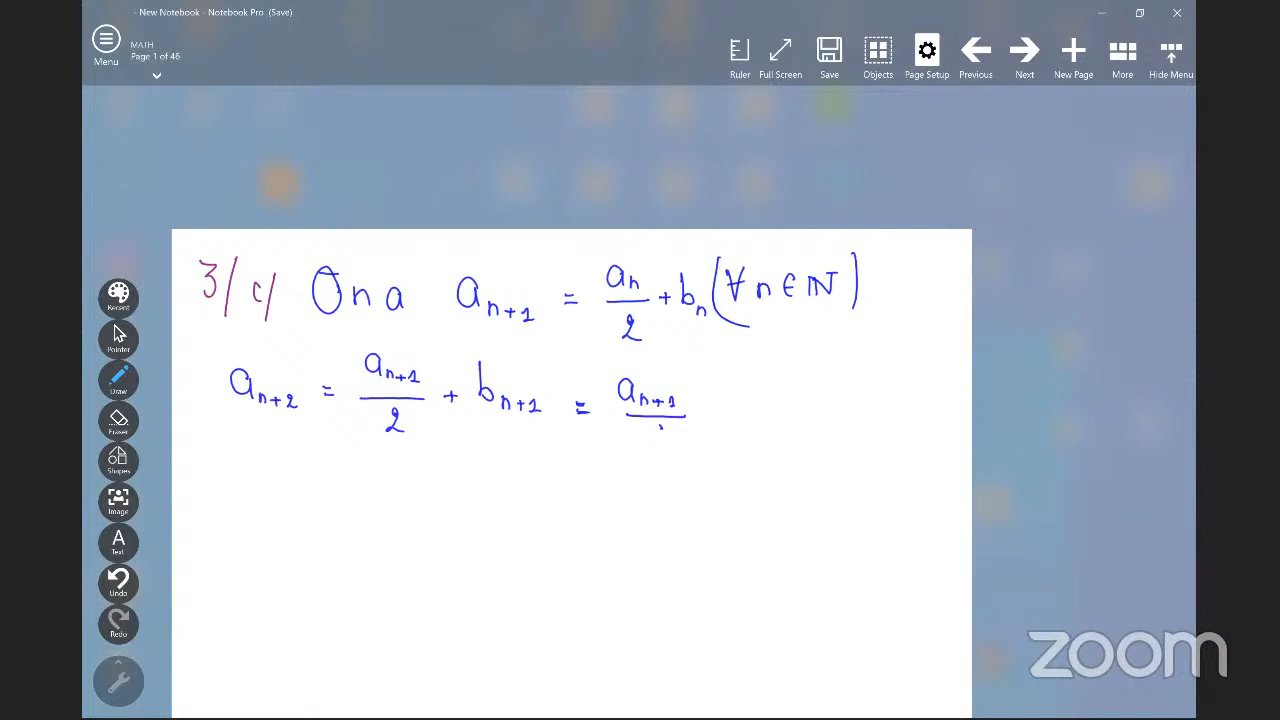 - New Notebook - Notebook Pro (Save)
Menu
MATH
Page 1 of 46
Ruler
Full Screen
Save
Objects
Page Setup
Previous
Next
New Page
More
Hide Menu
Recent
Pointer
Draw
Eraser
Shapes
Image
A
Text
Undo
Redo
3/ c/ On a a_{n+1} = a_n/2 + b_n (∀ n ∈ ℕ)
a_{n+2} = a_{n+1}/2 + b_{n+1} = a_{n+1}/
zoom